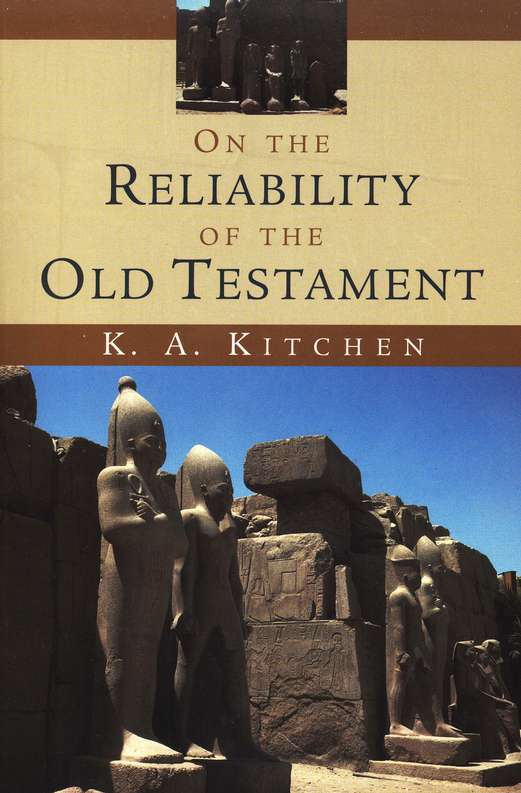 On the
Reliability
of the
Old Testament
K. A. Kitchen